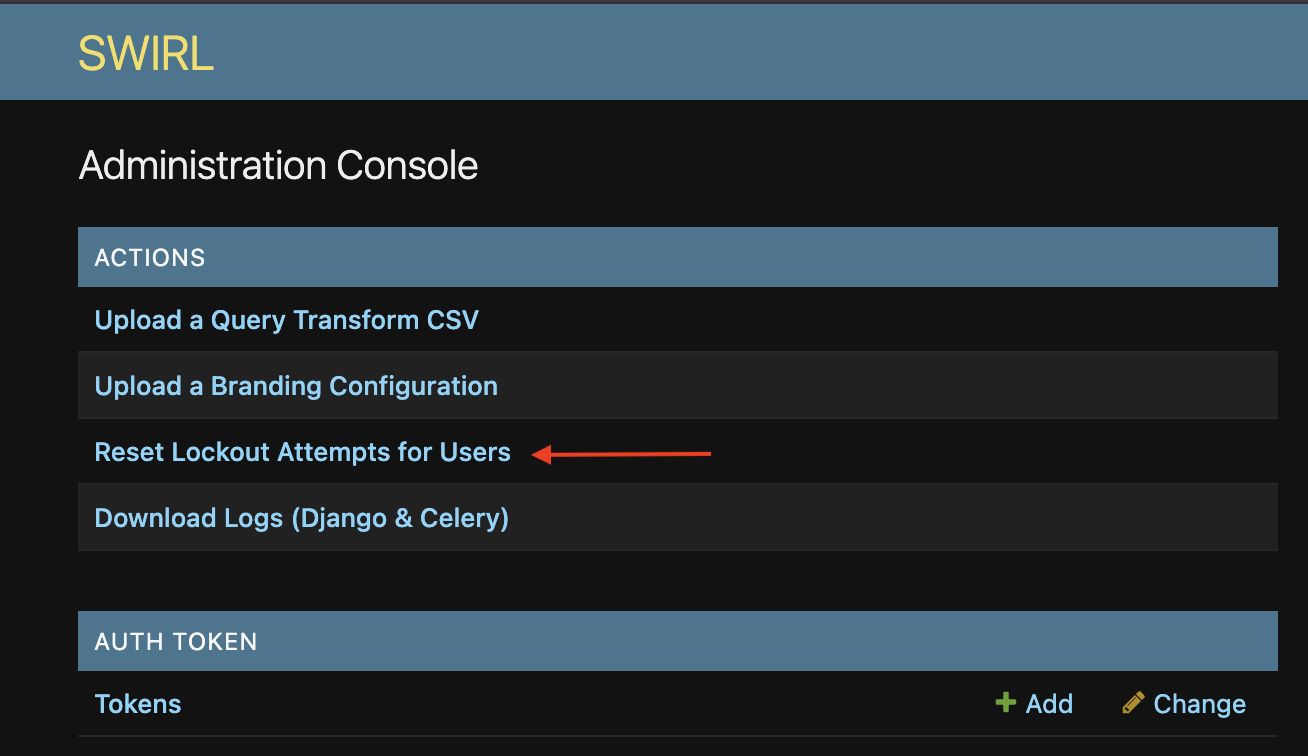 SWIRL
Administration Console
ACTIONS
Upload a Query Transform CSV
Upload a Branding Configuration
Reset Lockout Attempts for Users
Download Logs (Django & Celery)
AUTH TOKEN
Tokens Add Change